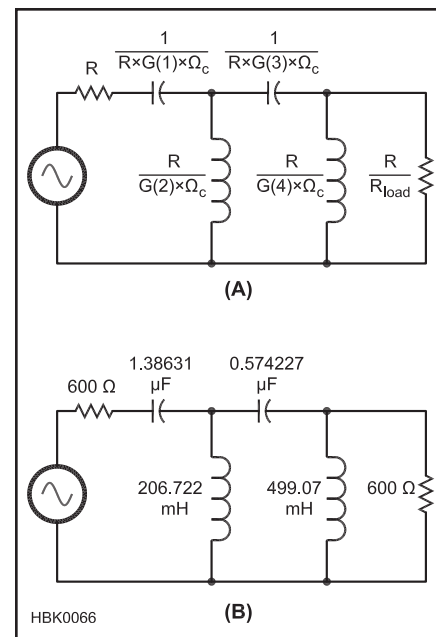 1
R×G(1)×Ωc
1
R×G(3)×Ωc
R
R
G(2)×Ωc
R
G(4)×Ωc
R
Rload
(A)
1.38631
µF
0.574227
µF
600 Ω
206.722
mH
499.07
mH
600 Ω
HBK0066
(B)